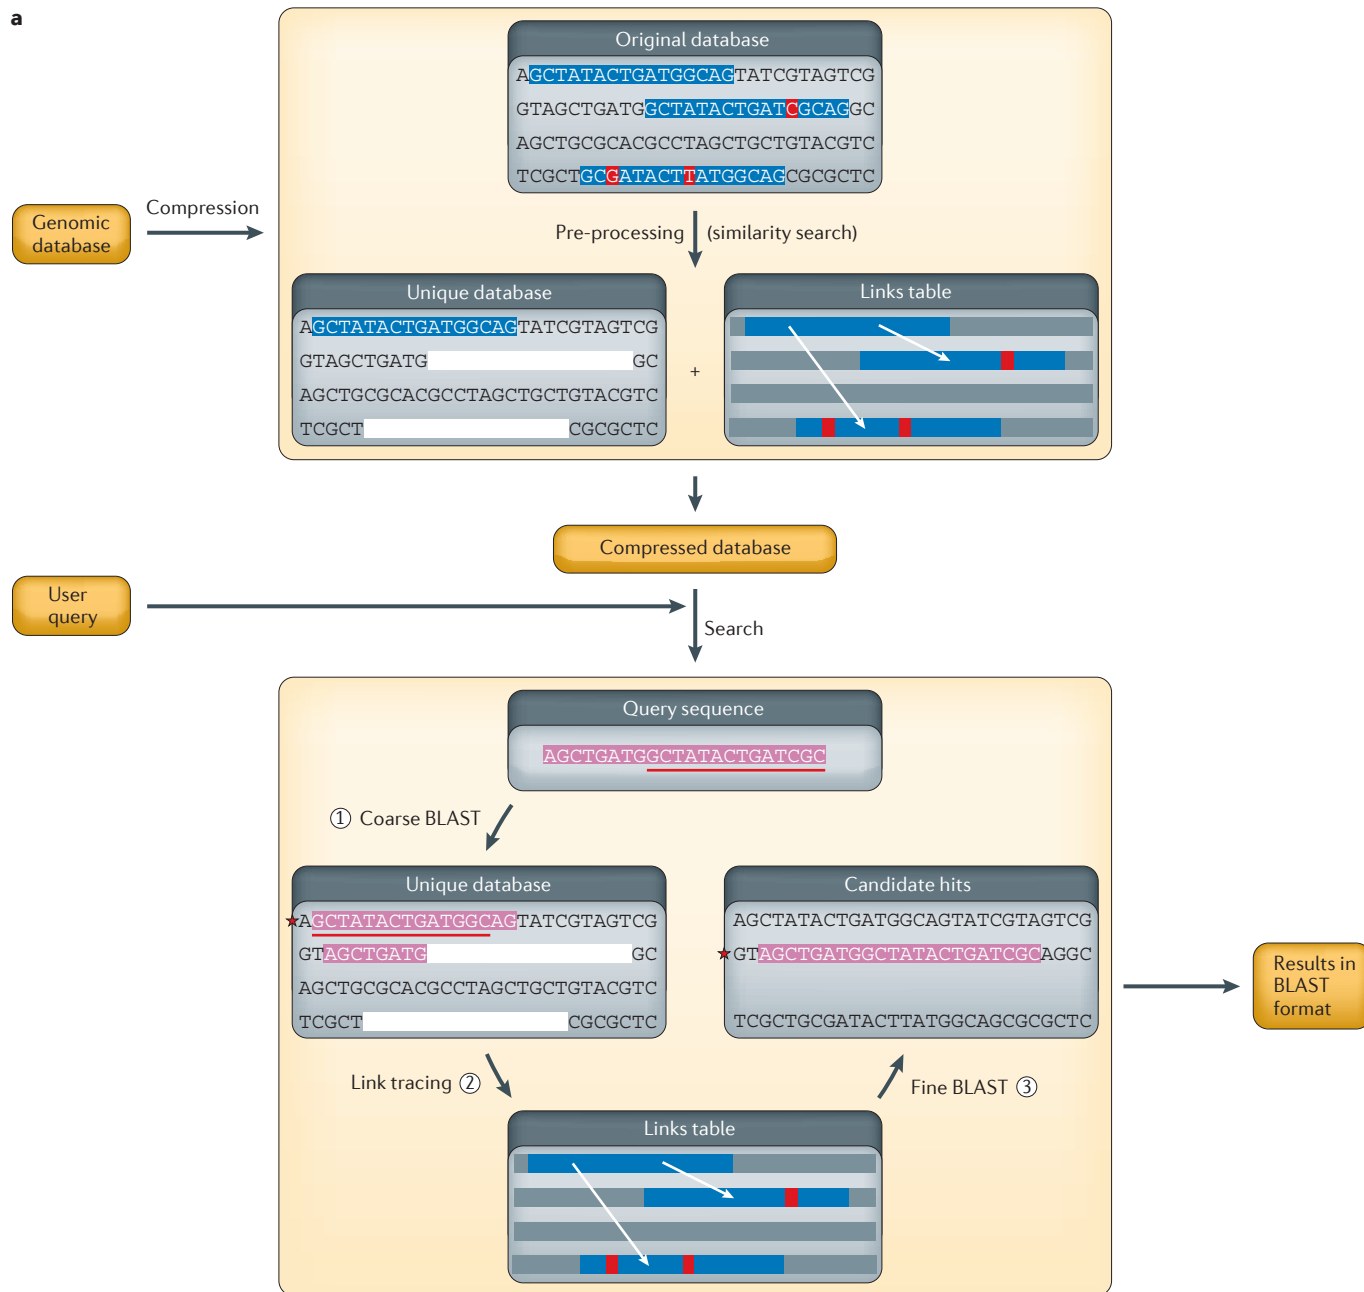 a
Original database
AGCTATACTGATGGCAGTATCGTAGTCG
GTAGCTGATGGCTATACTGATCGCAGGC
AGCTGCGCACGCCTAGCTGCTGTACGTC
TCGCTGCGATACTTATGGCAGCGCGCTC
Genomic
database
Compression
Pre-processing (similarity search)
Unique database
AGCTATACTGATGGCAGTATCGTAGTCG
GTAGCTGATG GC
AGCTGCGCACGCCTAGCTGCTGTACGTC
TCGCT CGCGCTC
+
Links table
Compressed database
User
query
Search
Query sequence
AGCTGATGGCTATACTGATCGC
1 Coarse BLAST
Unique database
AGCTATACTGATGGCAGTATCGTAGTCG
GTAGCTGATG GC
AGCTGCGCACGCCTAGCTGCTGTACGTC
TCGCT CGCGCTC
Candidate hits
AGCTATACTGATGGCAGTATCGTAGTCG
GTAGCTGATGGCTATACTGATCGCAGGC
TCGCTGCGATACTTATGGCAGCGCGCTC
Results in
BLAST
format
Link tracing 2
Fine BLAST 3
Links table